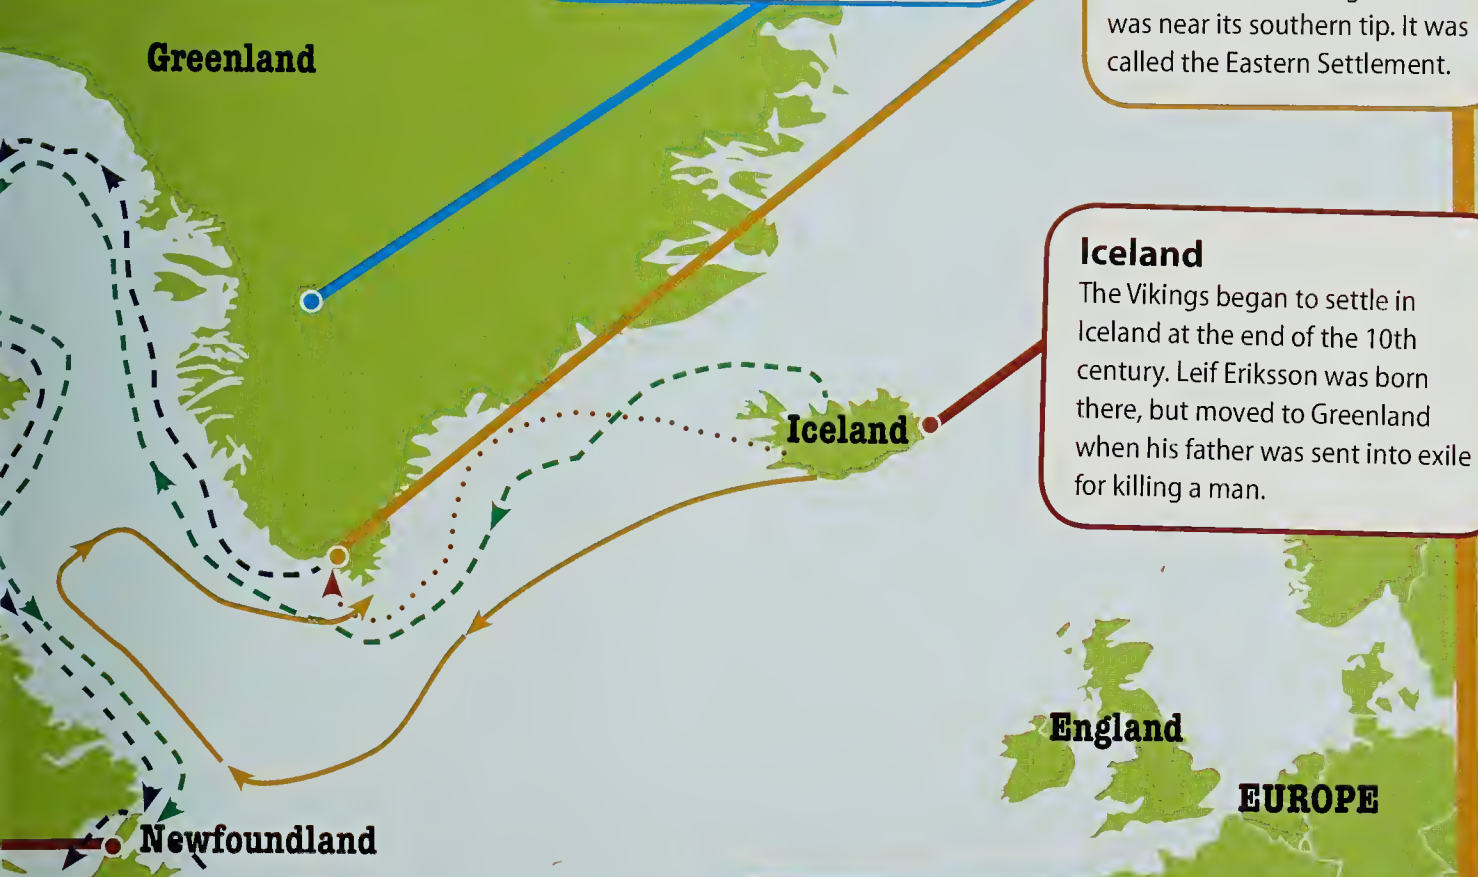 was near its southern tip. It was
called the Eastern Settlement.
Greenland
Iceland
The Vikings began to settle in
Iceland at the end of the 10th
century. Leif Eriksson was born
there, but moved to Greenland
when his father was sent into exile
for killing a man.
Iceland
England
EUROPE
Newfoundland